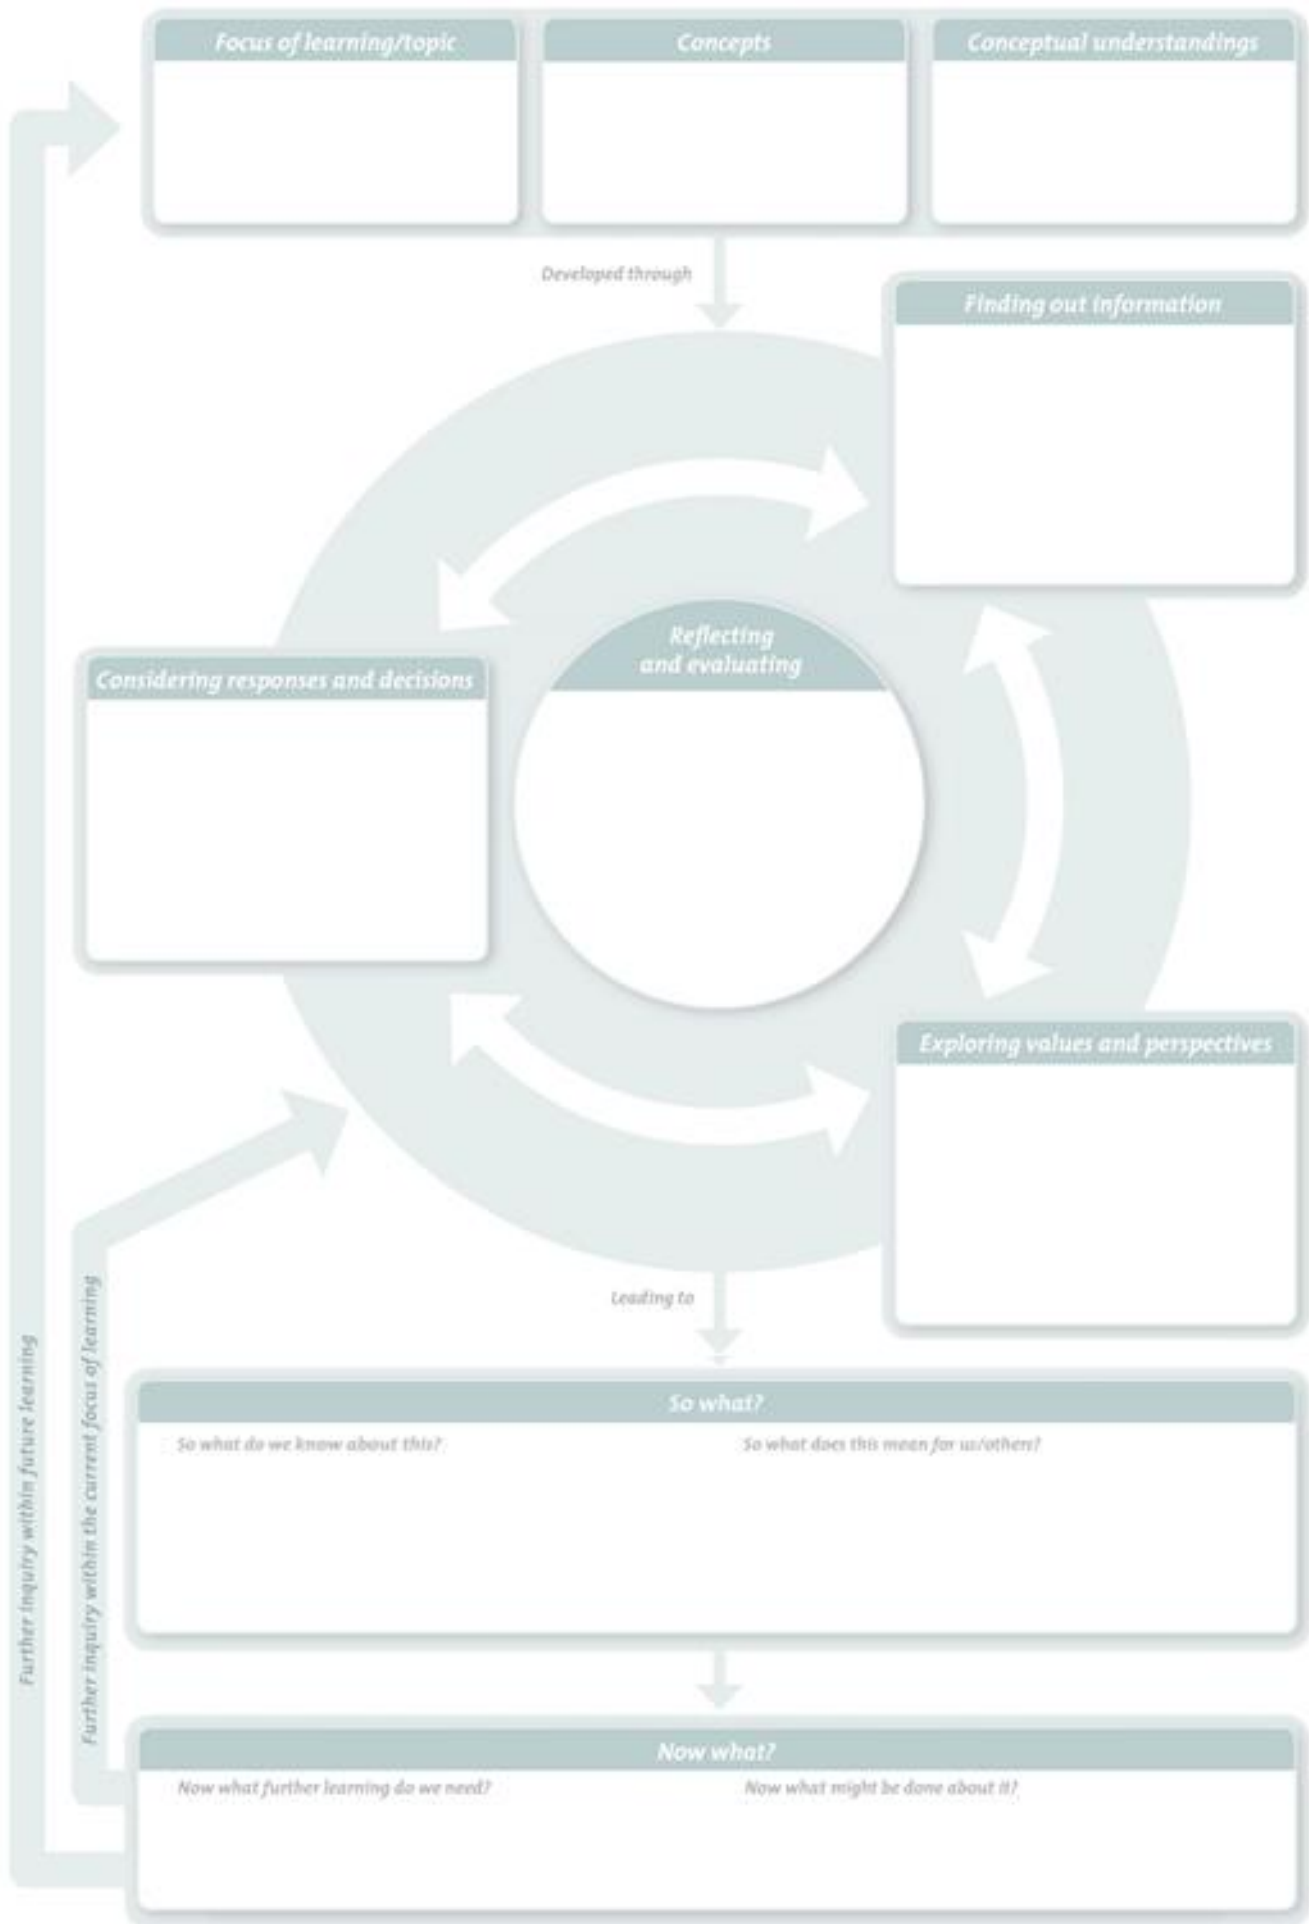 Focus of learning/topic
Concepts
Conceptual understandings
Developed through
Finding out information
Reflecting
and evaluating
Considering responses and decisions
Exploring values and perspectives
Leading to
So what?
So what do we know about this?
So what does this mean for us/others?
Now what?
Now what further learning do we need?
Now what might be done about it?
Further inquiry within the current focus of learning
Further inquiry within future learning